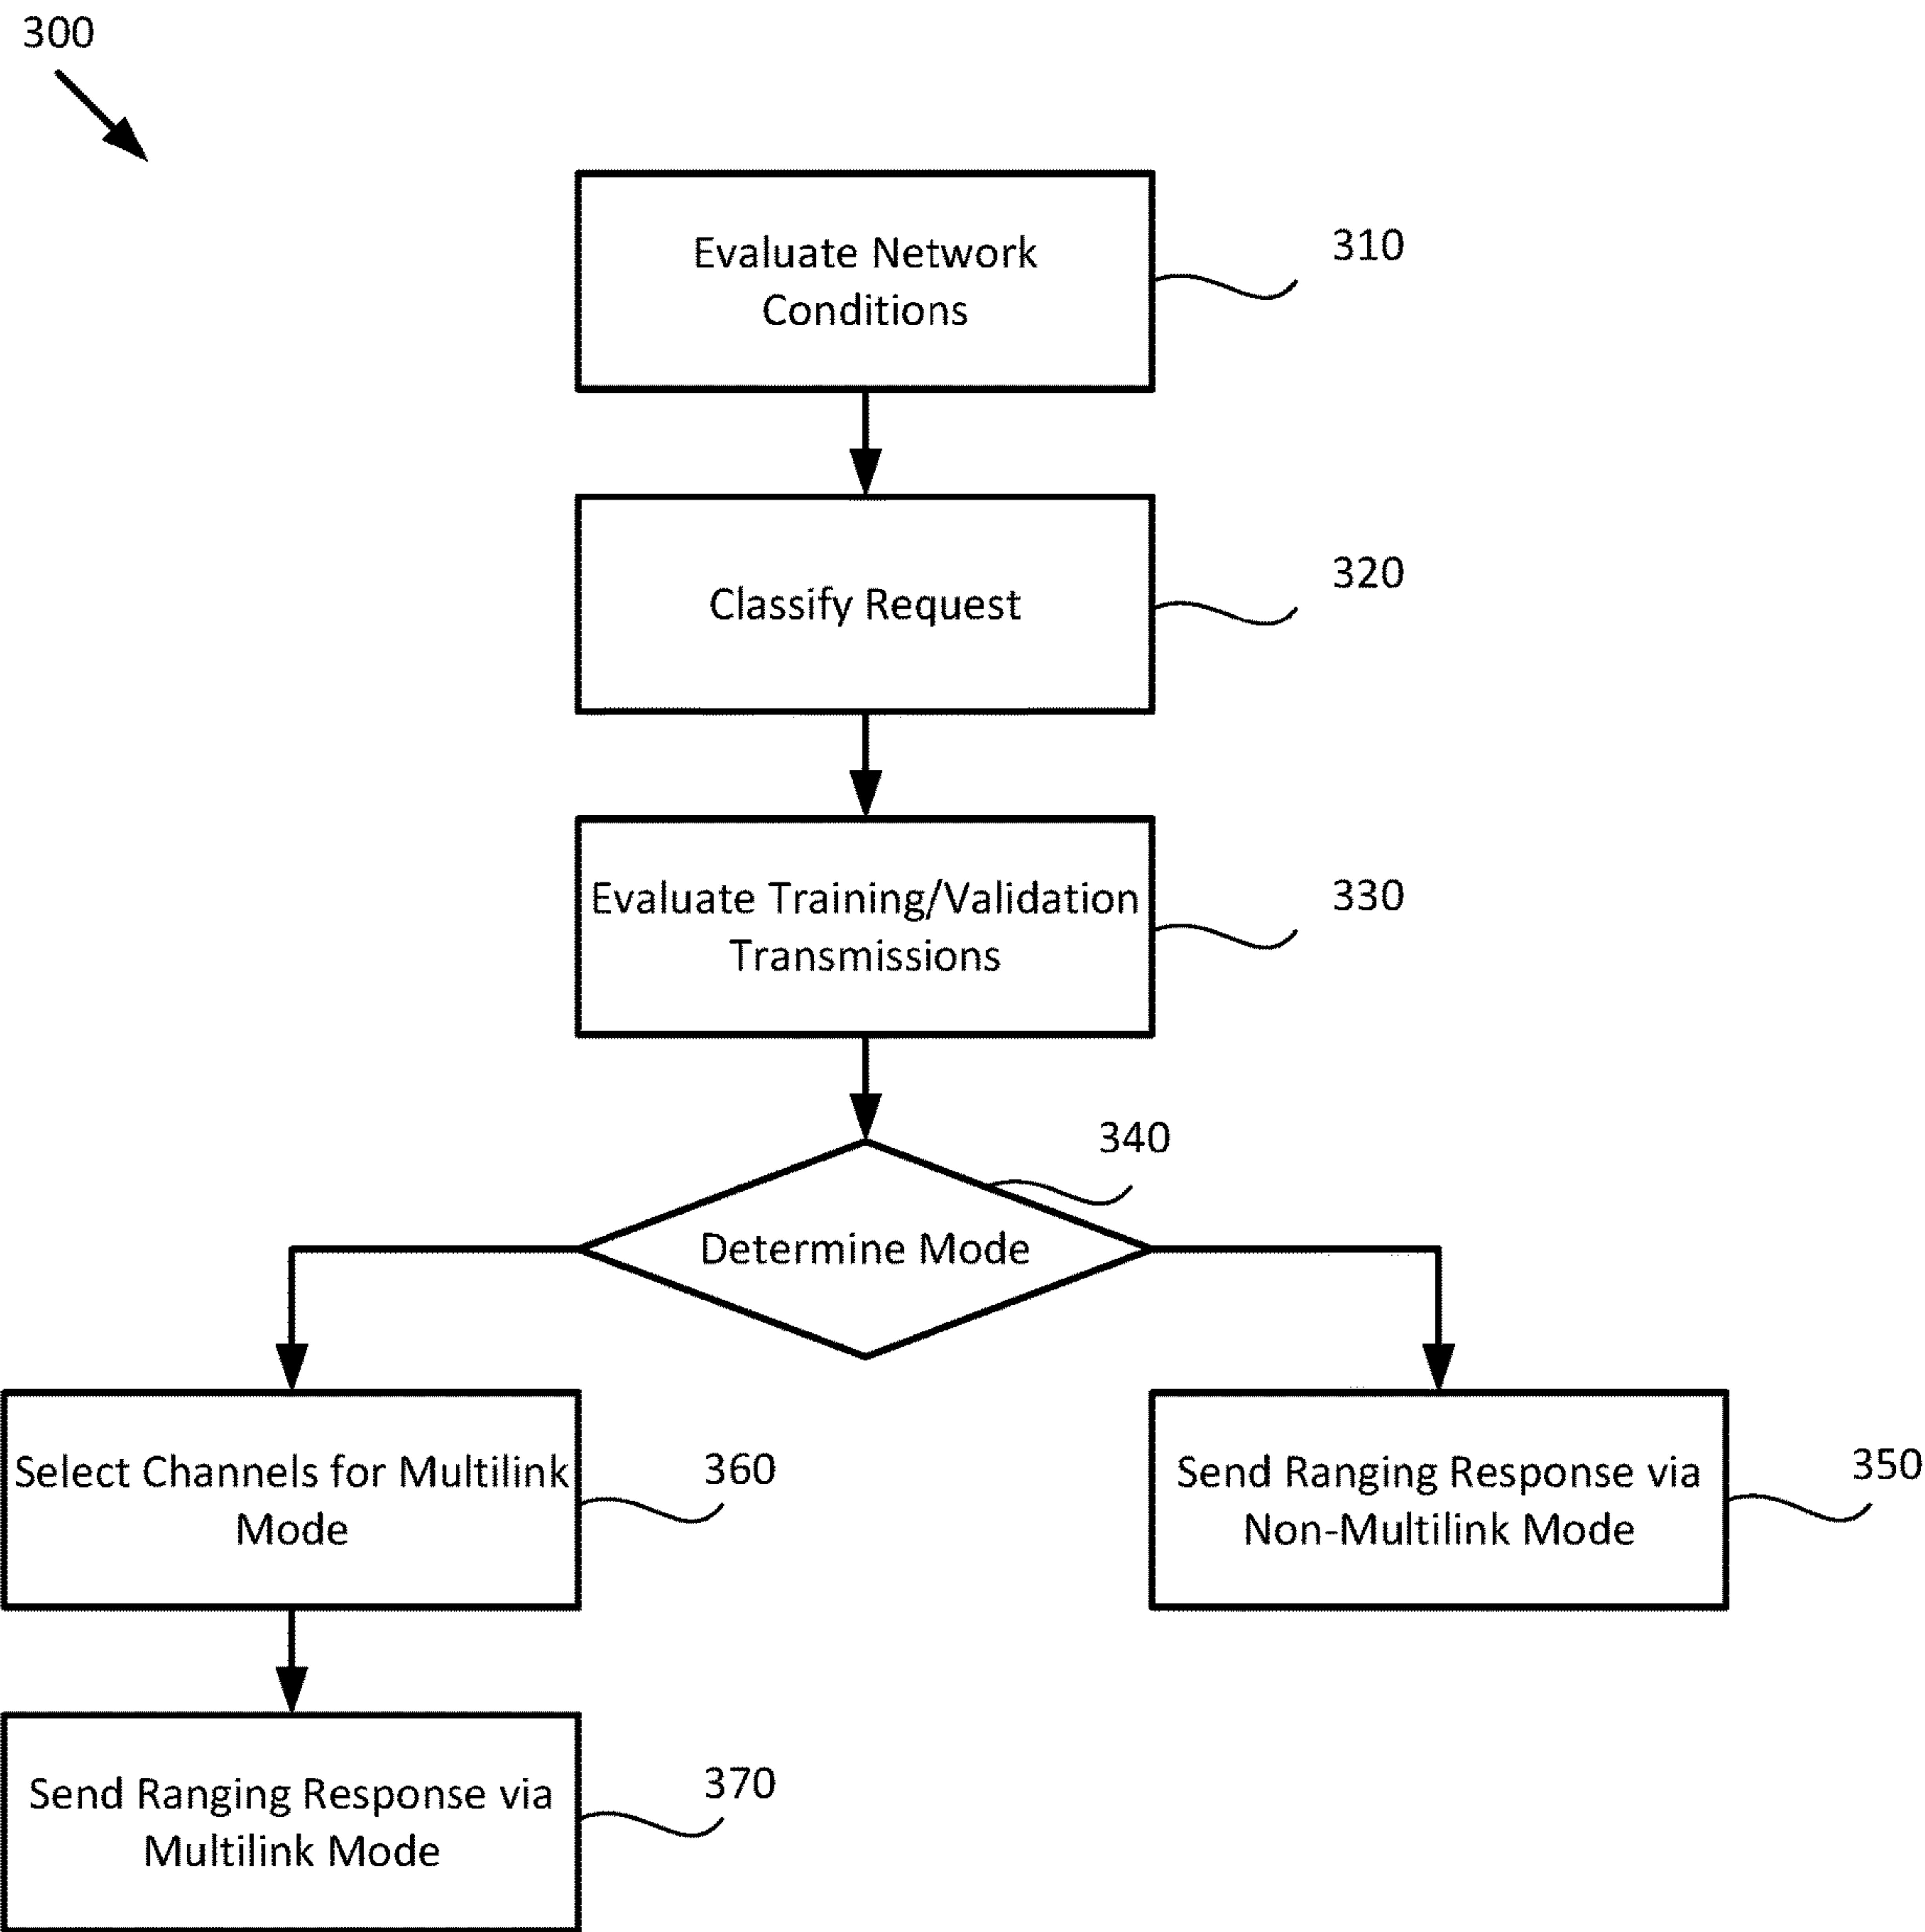 300
Evaluate Network
Conditions
310
Classify Request
320
Evaluate Training/Validation
Transmissions
330
340
Determine Mode
Select Channels for Multilink
Mode
360
Send Ranging Response via
Non-Multilink Mode
350
Send Ranging Response via
Multilink Mode
370